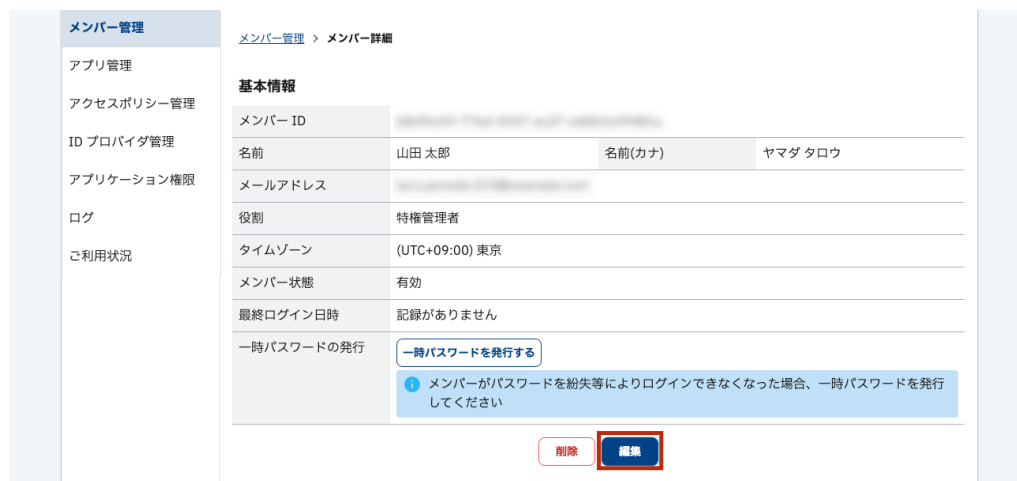 メンバー管理
アプリ管理
アクセスポリシー管理
ID プロバイダ管理
アプリケーション権限
ログ
ご利用状況
メンバー管理 > メンバー詳細
基本情報
メンバー ID
名前 山田 太郎 名前(カナ) ヤマダ タロウ
メールアドレス
役割 特権管理者
タイムゾーン (UTC+09:00) 東京
メンバー状態 有効
最終ログイン日時 記録がありません
一時パスワードの発行 一時パスワードを発行する
メンバーがパスワードを紛失等によりログインできなくなった場合、一時パスワードを発行
してください
削除 編集